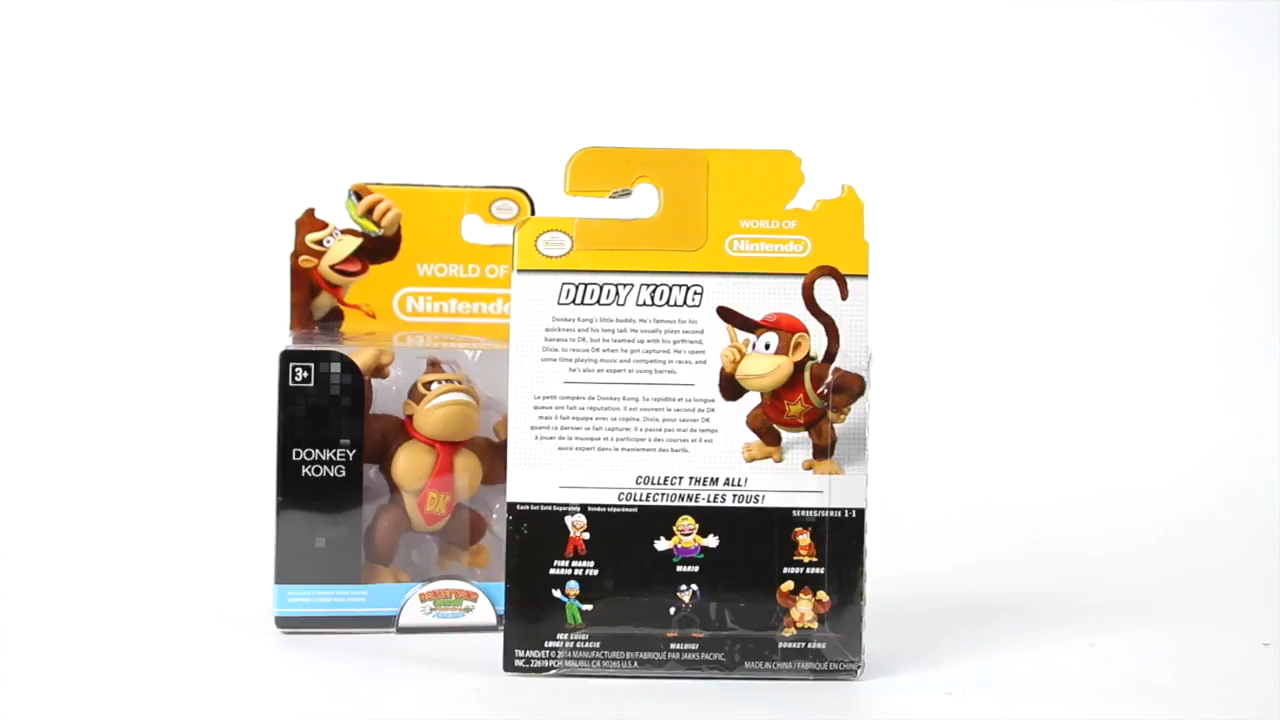 WORLD OF
Nintendo
3+
DONKEY
KONG
DK
DONKEY KONG
COUNTRY
WORLD OF
Nintendo
DIDDY KONG
Donkey Kong's little buddy. He's famous for his
quickness and his long tail. He usually plays second
banana to DK, but he teamed up with his girlfriend,
Dixie, to rescue DK when he got captured. He's spent
some time playing music and competing in races, and
he's also an expert at using barrels.
Le petit compère de Donkey Kong. Sa rapidité et sa longue
queue ont fait sa réputation. Il est souvent le second de DK
mais il fait équipe avec sa copine, Dixie, pour sauver DK
quand ce dernier se fait capturer. Il a passé pas mal de temps
à jouer de la musique et à participer à des courses et il est
aussi expert dans le maniement des barils.
COLLECT THEM ALL!
COLLECTIONNE-LES TOUS!
Each Set Sold Separately Vendus séparément
SERIES/SERIE 1-1
FIRE MARIO
MARIO DE FEU
WARIO
DIDDY KONG
ICE LUIGI
LUIGI DE GLACIE
WALUIGI
DONKEY KONG
TM AND/ET © 2014 MANUFACTURED BY/FABRIQUÉ PAR JAKKS PACIFIC,
INC., 22619 PCH MALIBU, CA 90265 U.S.A.
MADE IN CHINA / FABRIQUÉ EN CHINE